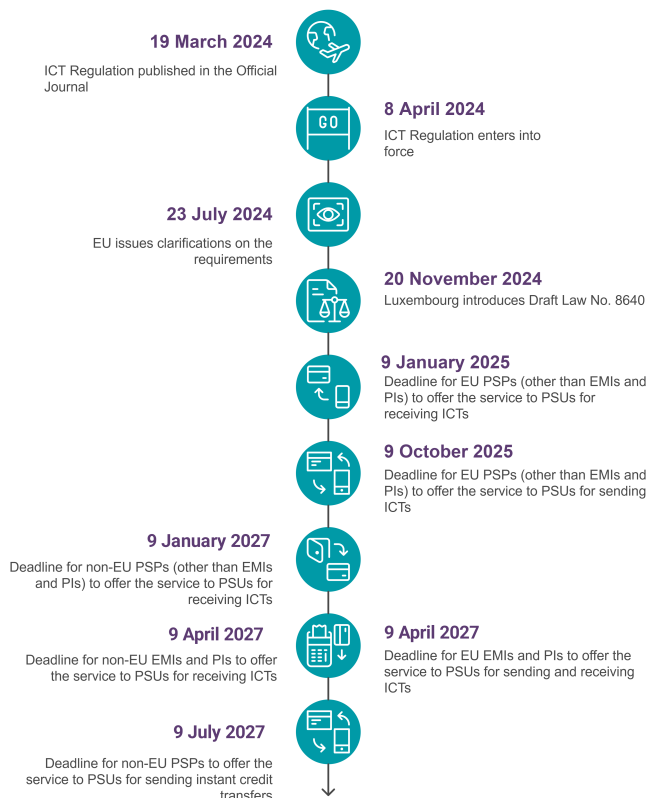 19 March 2024
ICT Regulation published in the Official
Journal
GO
8 April 2024
ICT Regulation enters into
force
23 July 2024
EU issues clarifications on the
requirements
20 November 2024
Luxembourg introduces Draft Law No. 8640
9 January 2025
Deadline for EU PSPs (other than EMIs and
PIs) to offer the service to PSUs for
receiving ICTs
9 October 2025
Deadline for EU PSPs (other than EMIs and
PIs) to offer the service to PSUs for sending
ICTs
9 January 2027
Deadline for non-EU PSPs (other than EMIs
and PIs) to offer the service to PSUs for
receiving ICTs
9 April 2027
Deadline for non-EU EMIs and PIs to offer
the service to PSUs for receiving ICTs
9 April 2027
Deadline for EU EMIs and PIs to offer the
service to PSUs for sending and receiving
ICTs
9 July 2027
Deadline for non-EU PSPs to offer the
service to PSUs for sending instant credit
transfers